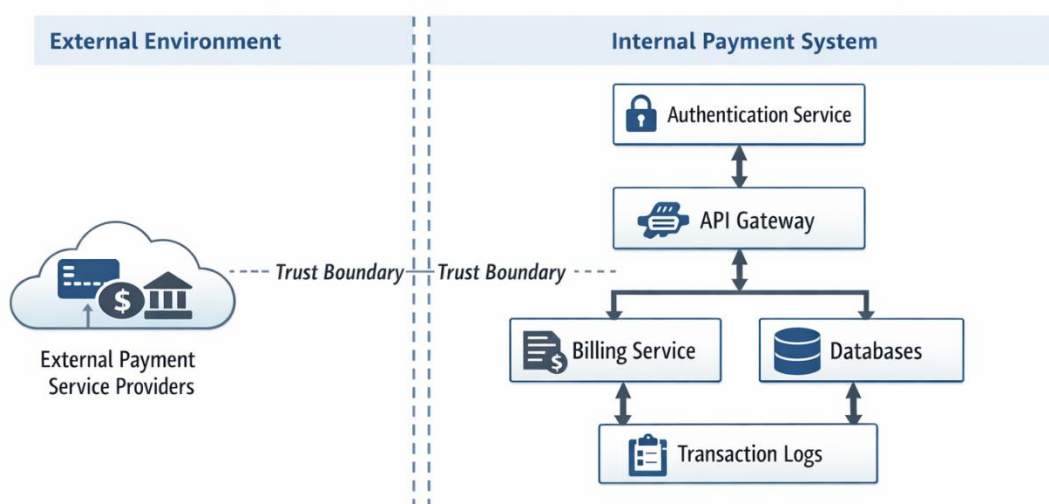 External Environment
Internal Payment System
Authentication Service
API Gateway
Trust Boundary
Trust Boundary
$
External Payment
Service Providers
Billing Service
$
Databases
Transaction Logs